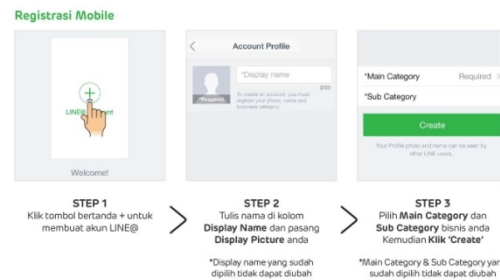 Registrasi Mobile
Welcome!
STEP 1
Klik tombol bertanda + untuk
membuat akun LINE@
Account Profile
*Display name
2/20
*Required
To create an account, you must
register your photo, name and
business category.
STEP 2
Tulis nama di kolom
Display Name dan pasang
Display Picture anda
*Display name yang sudah
dipilih tidak dapat diubah
*Main Category Required
*Sub Category
Create
Your Profile photo and name can be seen by
other LINE users.
STEP 3
Pilih Main Category dan
Sub Category bisnis anda
Kemudian Klik 'Create'
*Main Category & Sub Category yan
sudah dipilih tidak dapat diubah